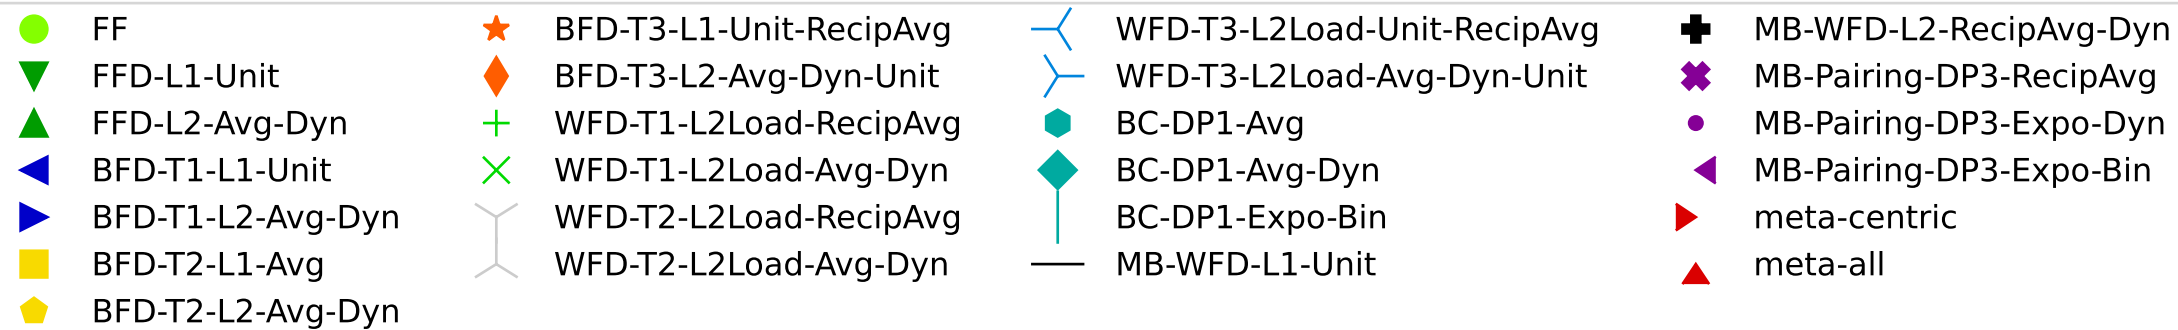 FF
FFD-L1-Unit
FFD-L2-Avg-Dyn
BFD-T1-L1-Unit
BFD-T1-L2-Avg-Dyn
BFD-T2-L1-Avg
BFD-T2-L2-Avg-Dyn
BFD-T3-L1-Unit-RecipAvg
BFD-T3-L2-Avg-Dyn-Unit
WFD-T1-L2Load-RecipAvg
WFD-T1-L2Load-Avg-Dyn
WFD-T2-L2Load-RecipAvg
WFD-T2-L2Load-Avg-Dyn
WFD-T3-L2Load-Unit-RecipAvg
WFD-T3-L2Load-Avg-Dyn-Unit
BC-DP1-Avg
BC-DP1-Avg-Dyn
BC-DP1-Expo-Bin
MB-WFD-L1-Unit
MB-WFD-L2-RecipAvg-Dyn
MB-Pairing-DP3-RecipAvg
MB-Pairing-DP3-Expo-Dyn
MB-Pairing-DP3-Expo-Bin
meta-centric
meta-all